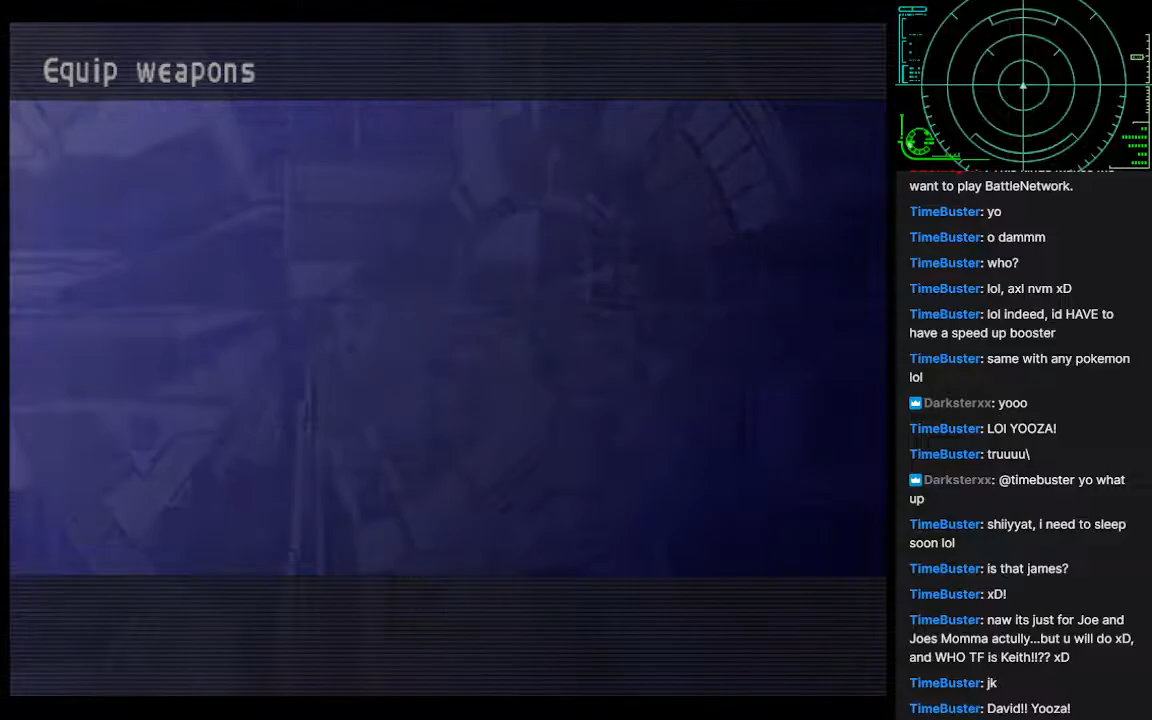 Equip weapons
want to play BattleNetwork.
TimeBuster: yo
TimeBuster: o dammm
TimeBuster: who?
TimeBuster: lol, axl nvm xD
TimeBuster: lol indeed, id HAVE to
have a speed up booster
TimeBuster: same with any pokemon
lol
Darksterxx: yooo
TimeBuster: LOl YOOZA!
TimeBuster: truuuu\
Darksterxx: @timebuster yo what
up
TimeBuster: shiiyyat, i need to sleep
soon lol
TimeBuster: is that james?
TimeBuster: xD!
TimeBuster: naw its just for Joe and
Joes Momma actully...but u will do xD,
and WHO TF is Keith!!?? xD
TimeBuster: jk
TimeBuster: David!! Yooza!